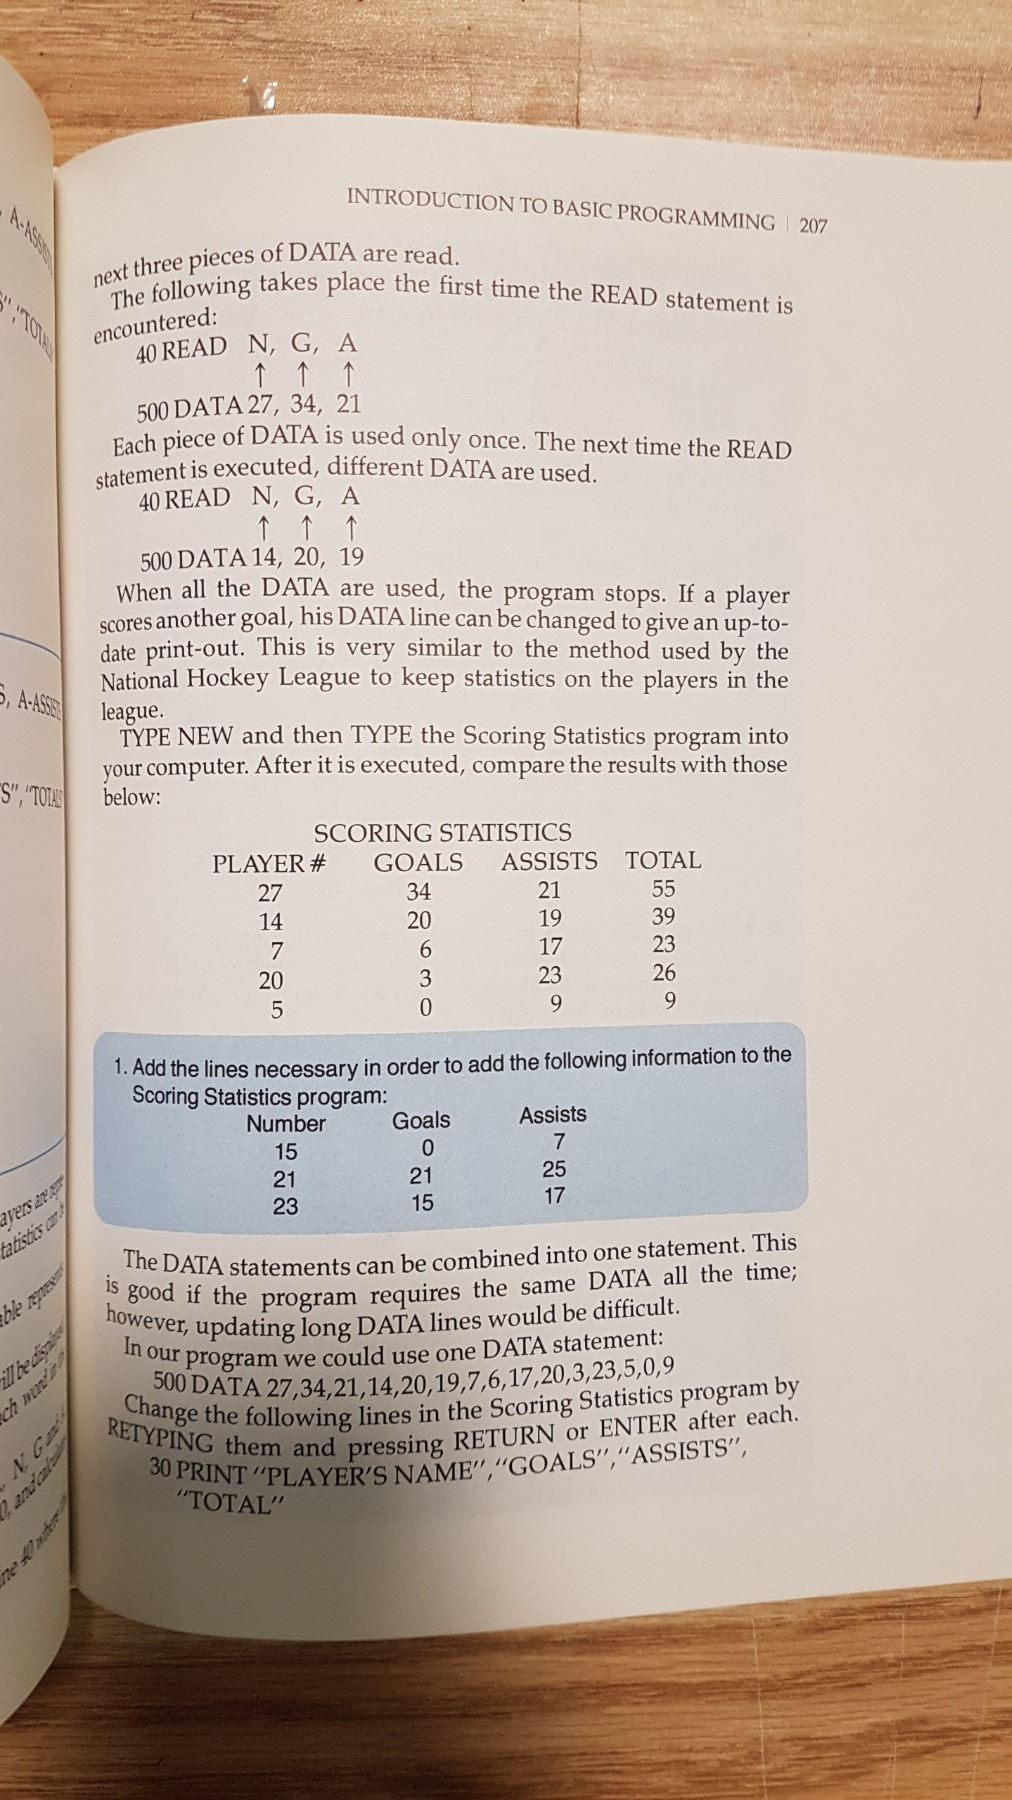 INTRODUCTION TO BASIC PROGRAMMING | 207
next three pieces of DATA are read.
The following takes place the first time the READ statement is
encountered:
40 READ N, G, A
↑ ↑ ↑
500 DATA 27, 34, 21
Each piece of DATA is used only once. The next time the READ
statement is executed, different DATA are used.
40 READ N, G, A
↑ ↑ ↑
500 DATA 14, 20, 19
When all the DATA are used, the program stops. If a player
scores another goal, his DATA line can be changed to give an up-to-
date print-out. This is very similar to the method used by the
National Hockey League to keep statistics on the players in the
league.
TYPE NEW and then TYPE the Scoring Statistics program into
your computer. After it is executed, compare the results with those
below:
SCORING STATISTICS
PLAYER # GOALS ASSISTS TOTAL
27 34 21 55
14 20 19 39
7 6 17 23
20 3 23 26
5 0 9 9
1. Add the lines necessary in order to add the following information to the
Scoring Statistics program:
Number Goals Assists
15 0 7
21 21 25
23 15 17
The DATA statements can be combined into one statement. This
is good if the program requires the same DATA all the time;
however, updating long DATA lines would be difficult.
In our program we could use one DATA statement:
500 DATA 27,34,21,14,20,19,7,6,17,20,3,23,5,0,9
Change the following lines in the Scoring Statistics program by
RETYPING them and pressing RETURN or ENTER after each.
30 PRINT "PLAYER'S NAME","GOALS","ASSISTS",
"TOTAL"